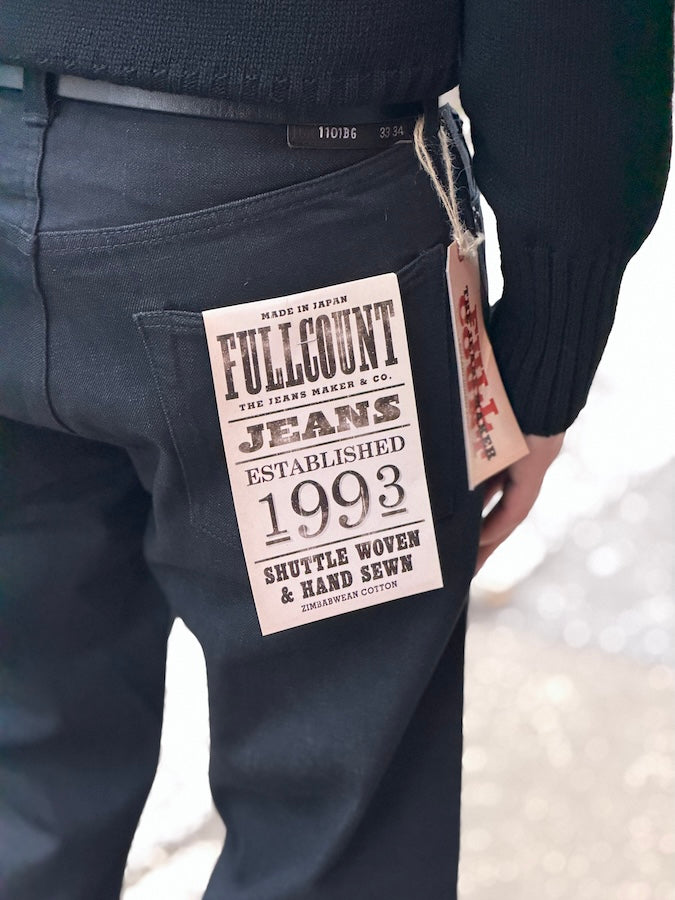 1101BG 33 34
MADE IN JAPAN
FULLCOUNT
THE JEANS MAKER & CO.
JEANS
ESTABLISHED
1993
SHUTTLE WOVEN
& HAND SEWN
ZIMBABWEAN COTTON